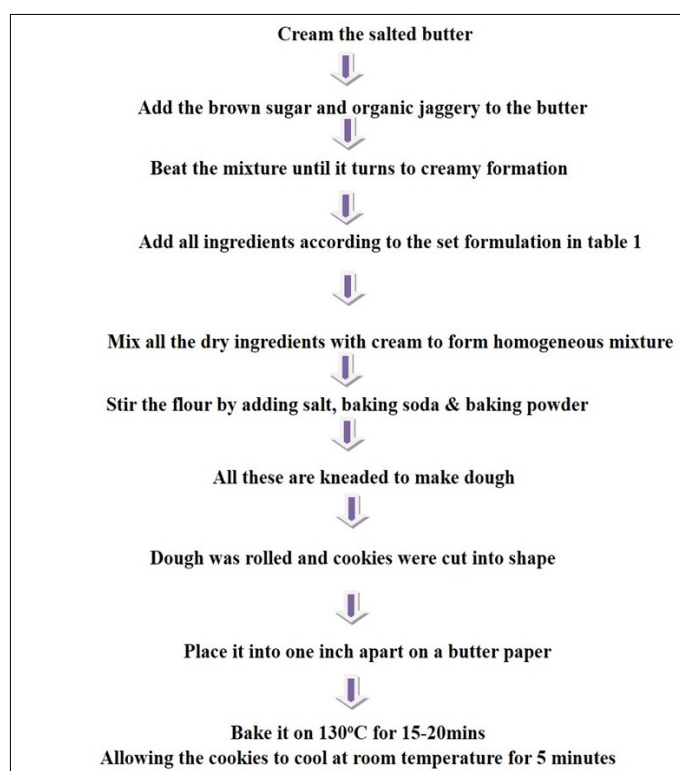 Cream the salted butter
Add the brown sugar and organic jaggery to the butter
Beat the mixture until it turns to creamy formation
Add all ingredients according to the set formulation in table 1
Mix all the dry ingredients with cream to form homogeneous mixture
Stir the flour by adding salt, baking soda & baking powder
All these are kneaded to make dough
Dough was rolled and cookies were cut into shape
Place it into one inch apart on a butter paper
Bake it on 130°C for 15-20mins
Allowing the cookies to cool at room temperature for 5 minutes